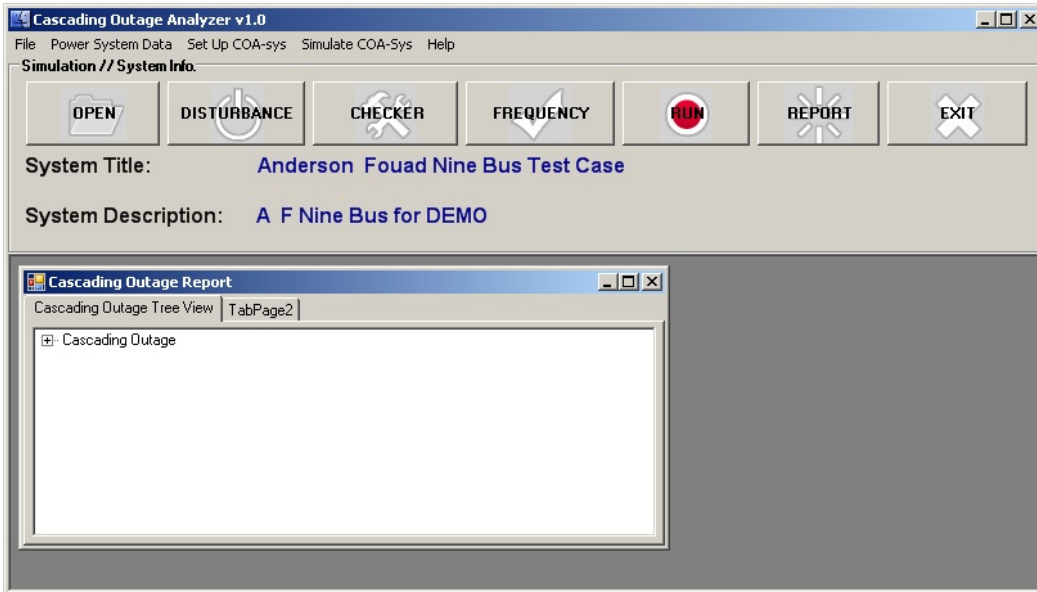 Cascading Outage Analyzer v1.0
File Power System Data Set Up COA-sys Simulate COA-Sys Help
Simulation // System Info.
OPEN DISTURBANCE CHECKER FREQUENCY RUN REPORT EXIT
System Title: Anderson Fouad Nine Bus Test Case
System Description: A F Nine Bus for DEMO
Cascading Outage Report
Cascading Outage Tree View TabPage2
Cascading Outage